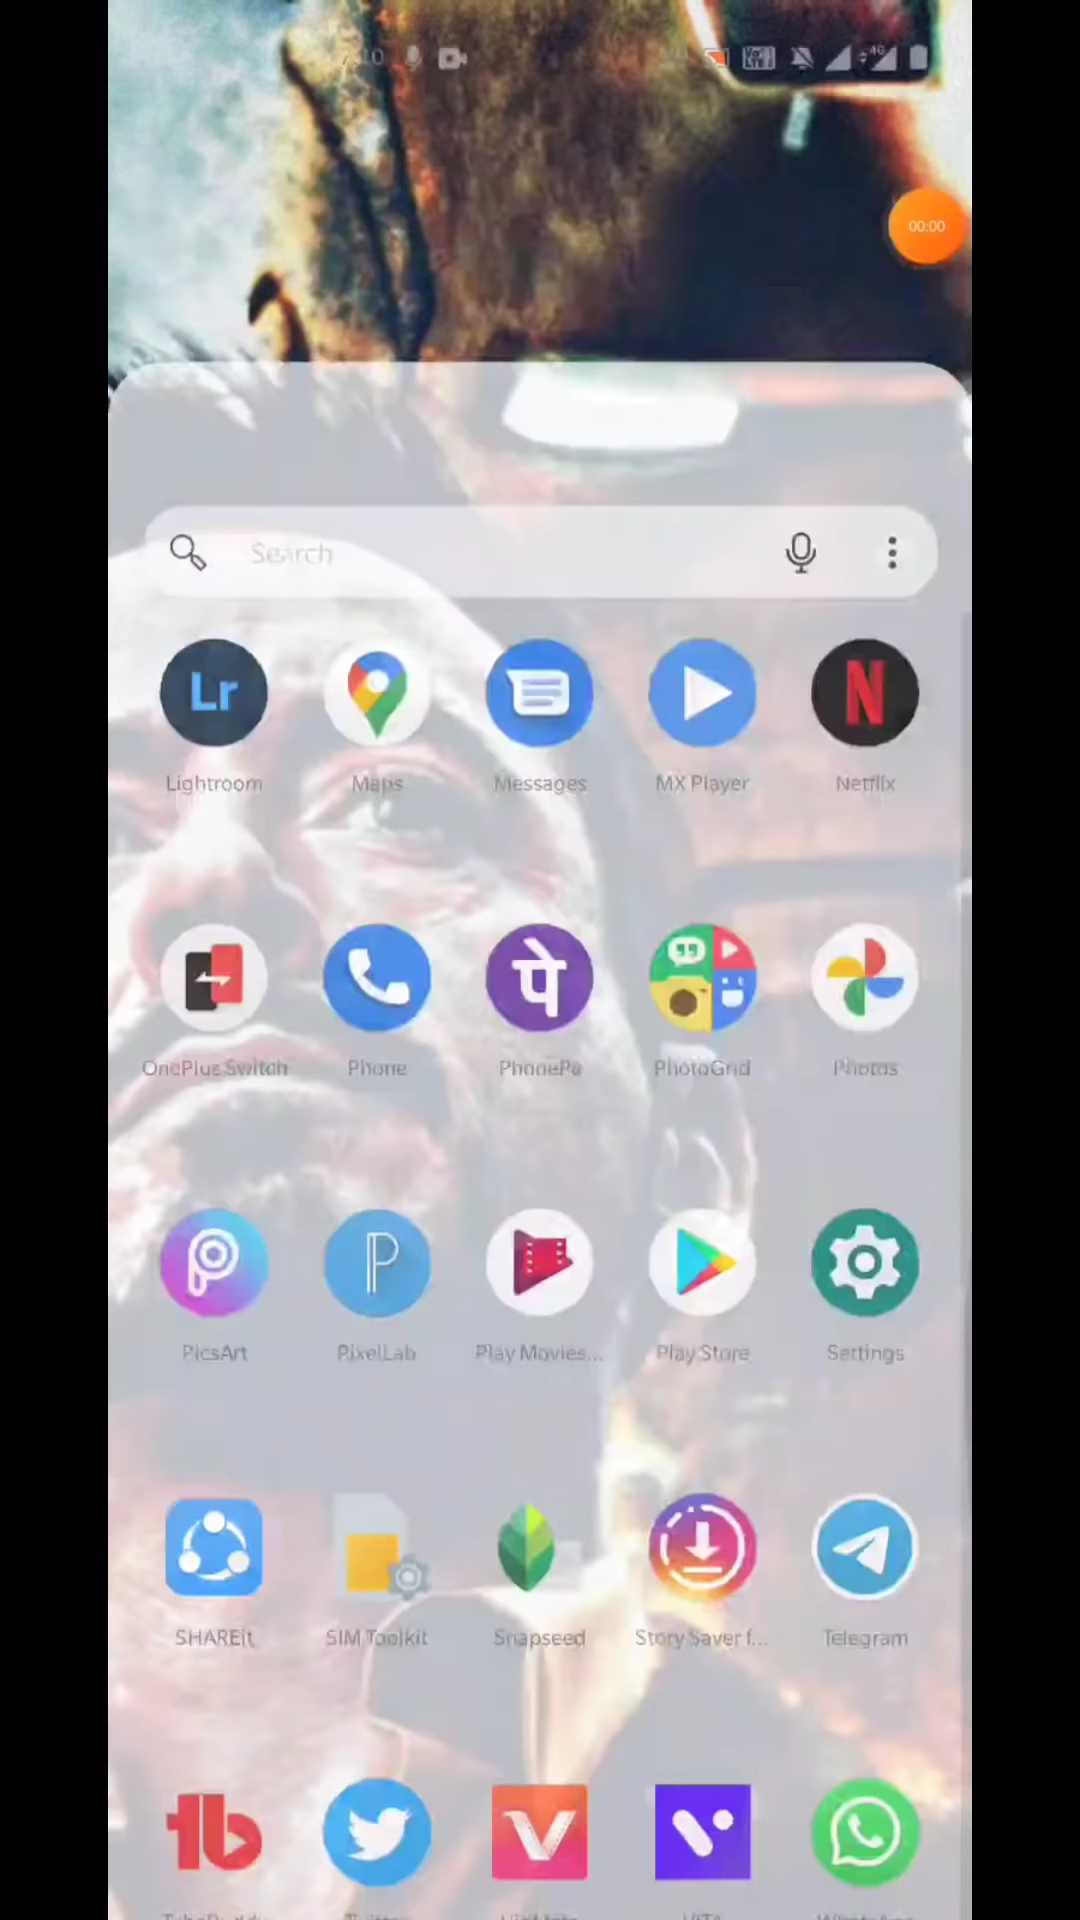 00:00
Search
Lr
N
Lightroom Maps Messages MX Player Netflix
पे
OnePlus Switch Phone PhonePe PhotoGrid Photos
PicsArt PixelLab Play Movies... Play Store Settings
SHAREit SIM Toolkit Snapseed Story Saver f... Telegram
tb